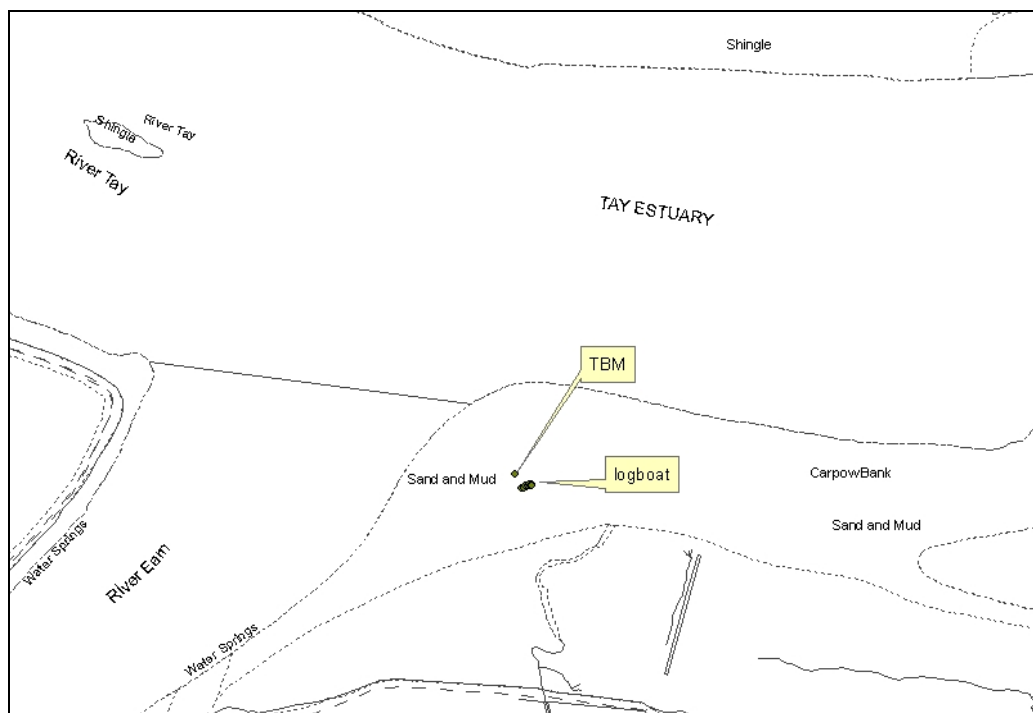 Shingle
River Tay
Shingle
River Tay
TAY ESTUARY
TBM
Sand and Mud
logboat
CarpowBank
Sand and Mud
Water Springs
River Earn
Water Springs